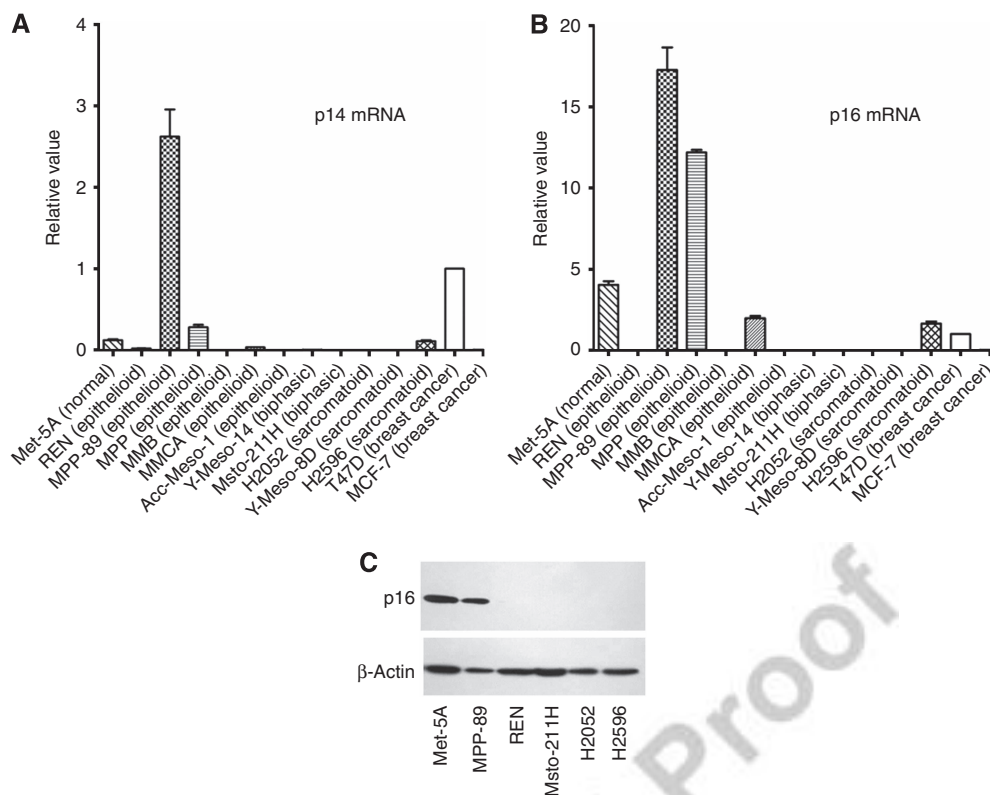 A
4
3
2
1
0
Relative value
p14 mRNA
Met-5A (normal)
REN (epithelioid)
MPP-89 (epithelioid)
MPP (epithelioid)
MMB (epithelioid)
MMCA (epithelioid)
Acc-Meso-1 (epithelioid)
Y-Meso-14 (biphasic)
Msto-211H (biphasic)
H2052 (sarcomatoid)
Y-Meso-8D (sarcomatoid)
H2596 (sarcomatoid)
T47D (breast cancer)
MCF-7 (breast cancer)
B
20
15
10
5
0
Relative value
p16 mRNA
Met-5A (normal)
REN (epithelioid)
MPP-89 (epithelioid)
MPP (epithelioid)
MMB (epithelioid)
MMCA (epithelioid)
Acc-Meso-1 (epithelioid)
Y-Meso-14 (biphasic)
Msto-211H (biphasic)
H2052 (sarcomatoid)
Y-Meso-8D (sarcomatoid)
H2596 (sarcomatoid)
T47D (breast cancer)
MCF-7 (breast cancer)
C
p16
β-Actin
Met-5A
MPP-89
REN
Msto-211H
H2052
H2596
Proof